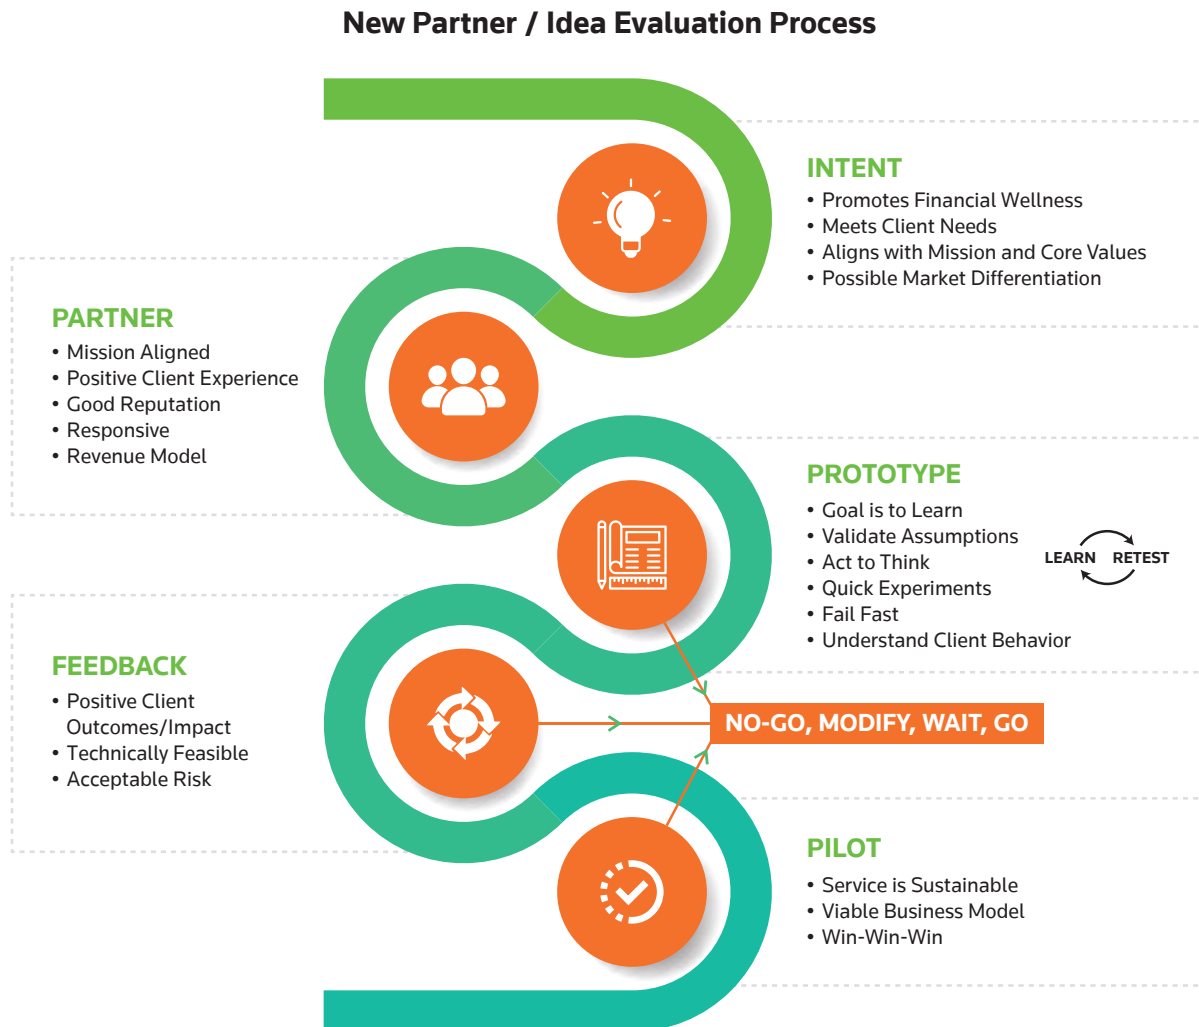 New Partner / Idea Evaluation Process
INTENT
• Promotes Financial Wellness
• Meets Client Needs
• Aligns with Mission and Core Values
• Possible Market Differentiation
PARTNER
• Mission Aligned
• Positive Client Experience
• Good Reputation
• Responsive
• Revenue Model
PROTOTYPE
• Goal is to Learn
• Validate Assumptions
• Act to Think
• Quick Experiments
• Fail Fast
• Understand Client Behavior
LEARN RETEST
FEEDBACK
• Positive Client
Outcomes/Impact
• Technically Feasible
• Acceptable Risk
NO-GO, MODIFY, WAIT, GO
PILOT
• Service is Sustainable
• Viable Business Model
• Win-Win-Win